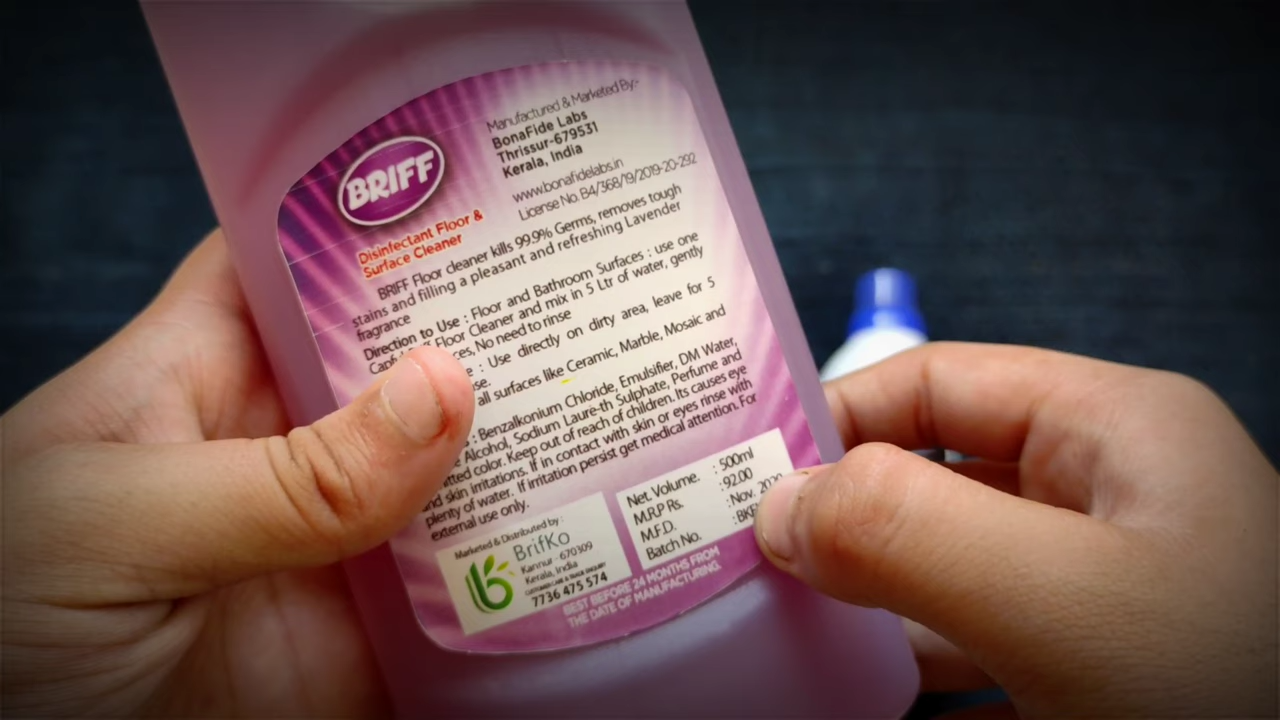 BRIFF
Disinfectant Floor &
Surface Cleaner
Manufactured & Marketed By:-
BonaFide Labs
Thrissur-679531
Kerala, India
www.bonafidelabs.in
License No. B4/368/19/2019-20-292
BRIFF Floor cleaner kills 99.9% Germs, removes tough
stains and filling a pleasant and refreshing Lavender
fragrance
Direction to Use : Floor and Bathroom Surfaces : use one
Floor Cleaner and mix in 5 Ltr of water, gently
No need to rinse
: Use directly on dirty area, leave for 5
all surfaces like Ceramic, Marble, Mosaic and
: Benzalkonium Chloride, Emulsifier, DM Water,
Alcohol, Sodium Laure-th Sulphate, Perfume and
color. Keep out of reach of children. Its causes eye
and skin irritations. If in contact with skin or eyes rinse with
plenty of water. If irritation persist get medical attention. For
external use only.
Marketed & Distributed by :
BrifKo
Kannur - 670309
Kerala, India
CUSTOMER CARE & TRADE ENQUIRY
7736 475 574
Net. Volume. : 500ml
M.R.P Rs. : 92.00
M.F.D. : Nov. 2020
Batch No. :
BEST BEFORE 24 MONTHS FROM
THE DATE OF MANUFACTURING.